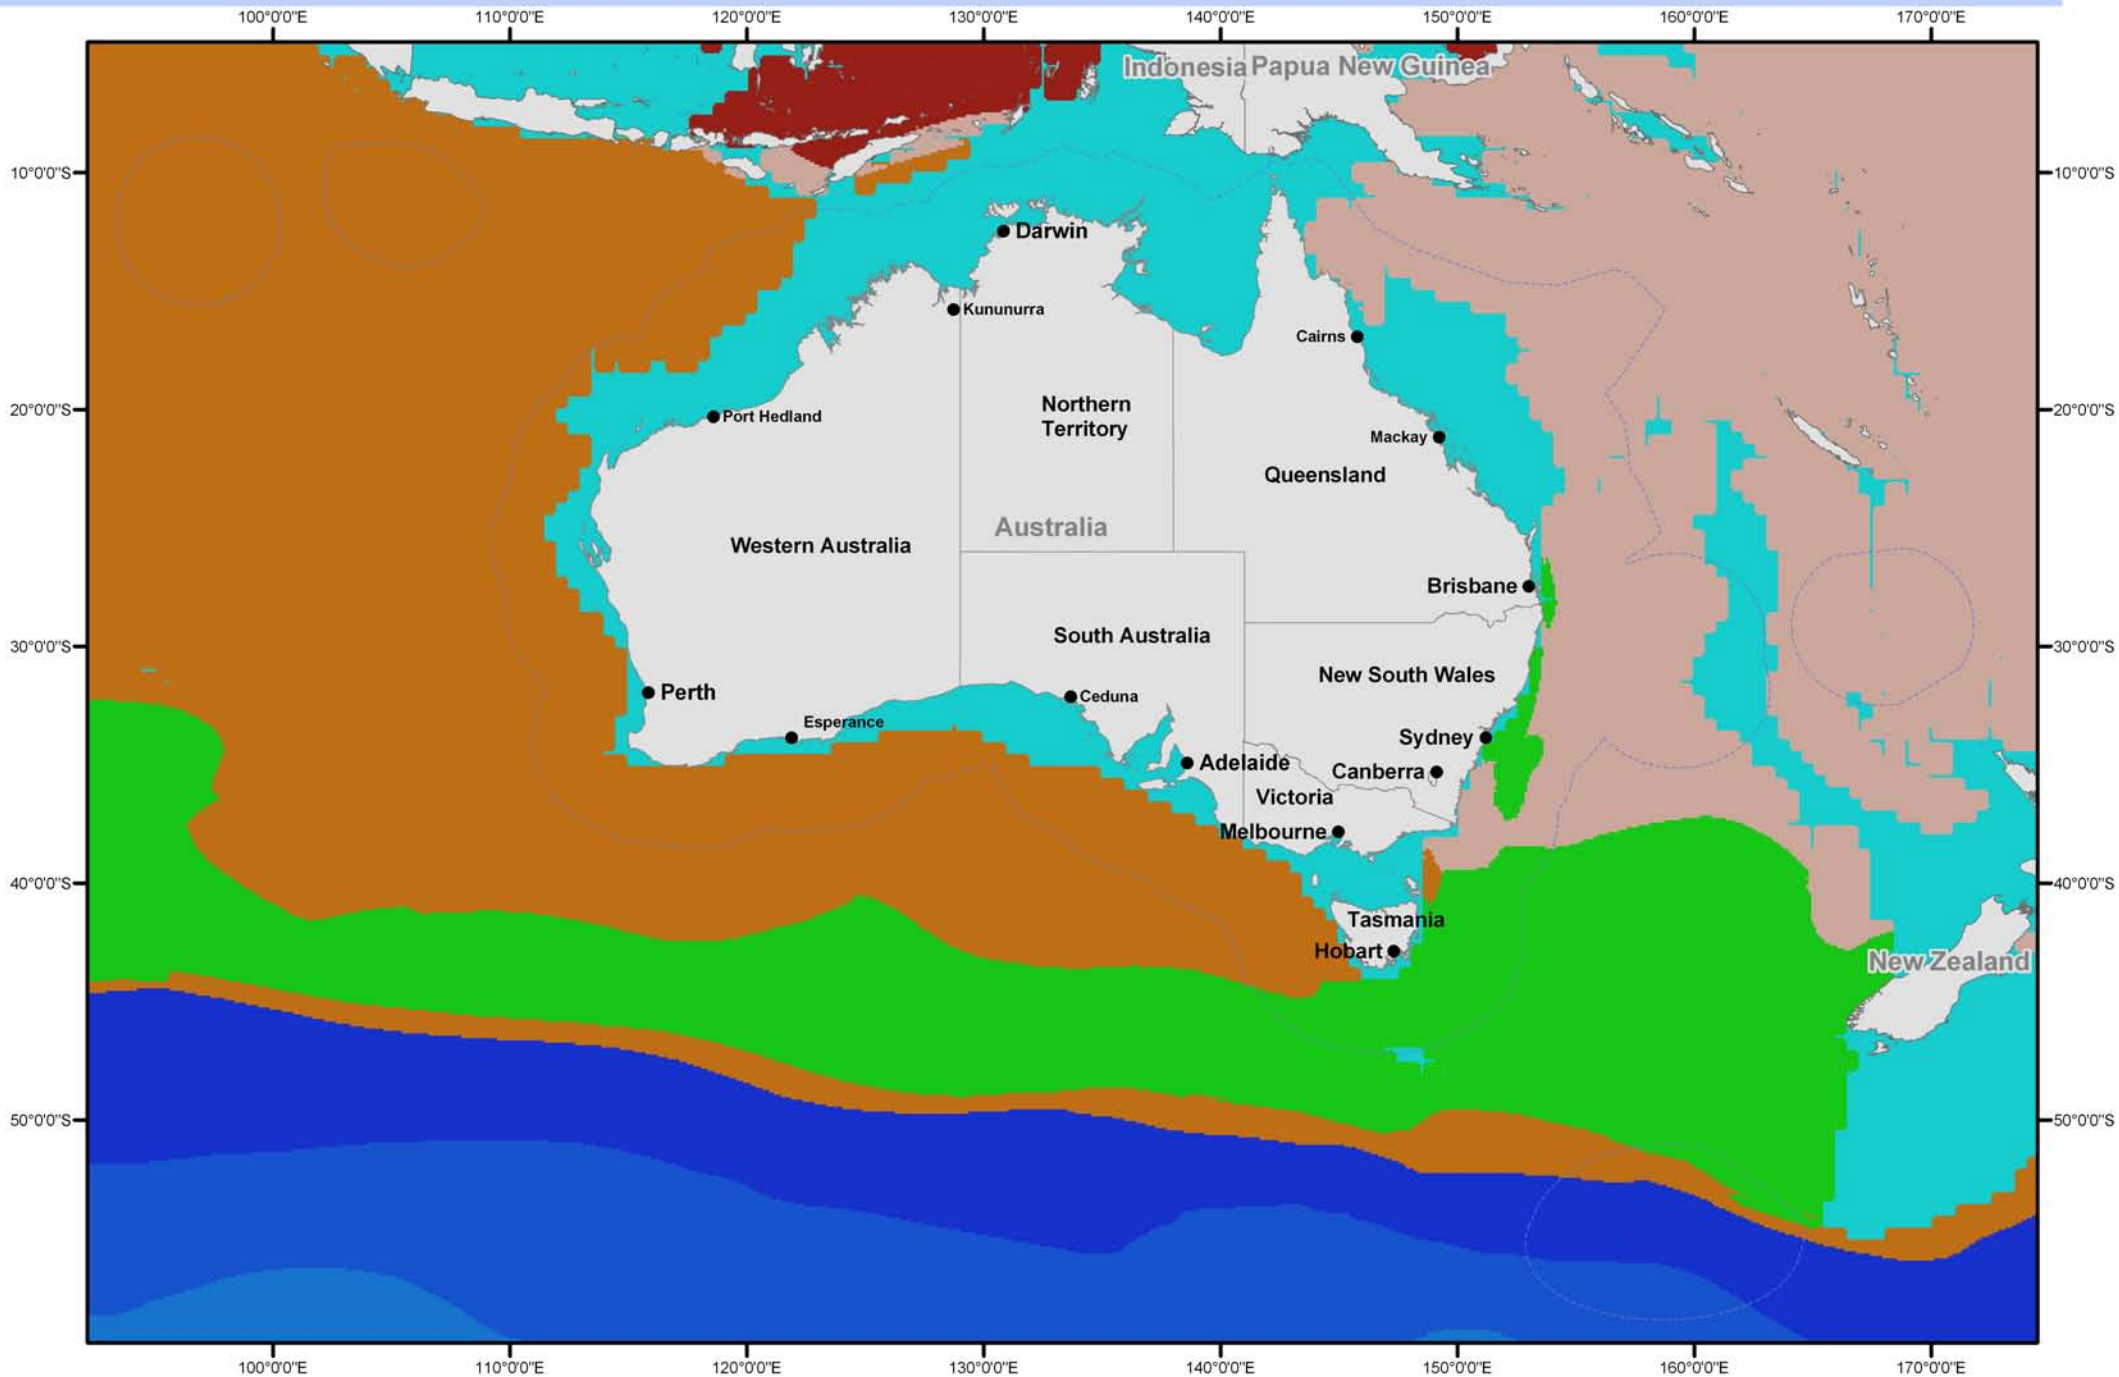 100°0'0"E 110°0'0"E 120°0'0"E 130°0'0"E 140°0'0"E 150°0'0"E 160°0'0"E 170°0'0"E
Indonesia Papua New Guinea
10°0'0"S 10°0'0"S
Darwin
Kununurra
Cairns
Northern
Territory
20°0'0"S 20°0'0"S
Port Hedland
Mackay
Queensland
Australia
Western Australia
Brisbane
South Australia
30°0'0"S 30°0'0"S
New South Wales
Perth
Ceduna
Esperance
Sydney
Adelaide
Canberra
Victoria
Melbourne
40°0'0"S 40°0'0"S
Tasmania
Hobart
New Zealand
50°0'0"S 50°0'0"S
100°0'0"E 110°0'0"E 120°0'0"E 130°0'0"E 140°0'0"E 150°0'0"E 160°0'0"E 170°0'0"E